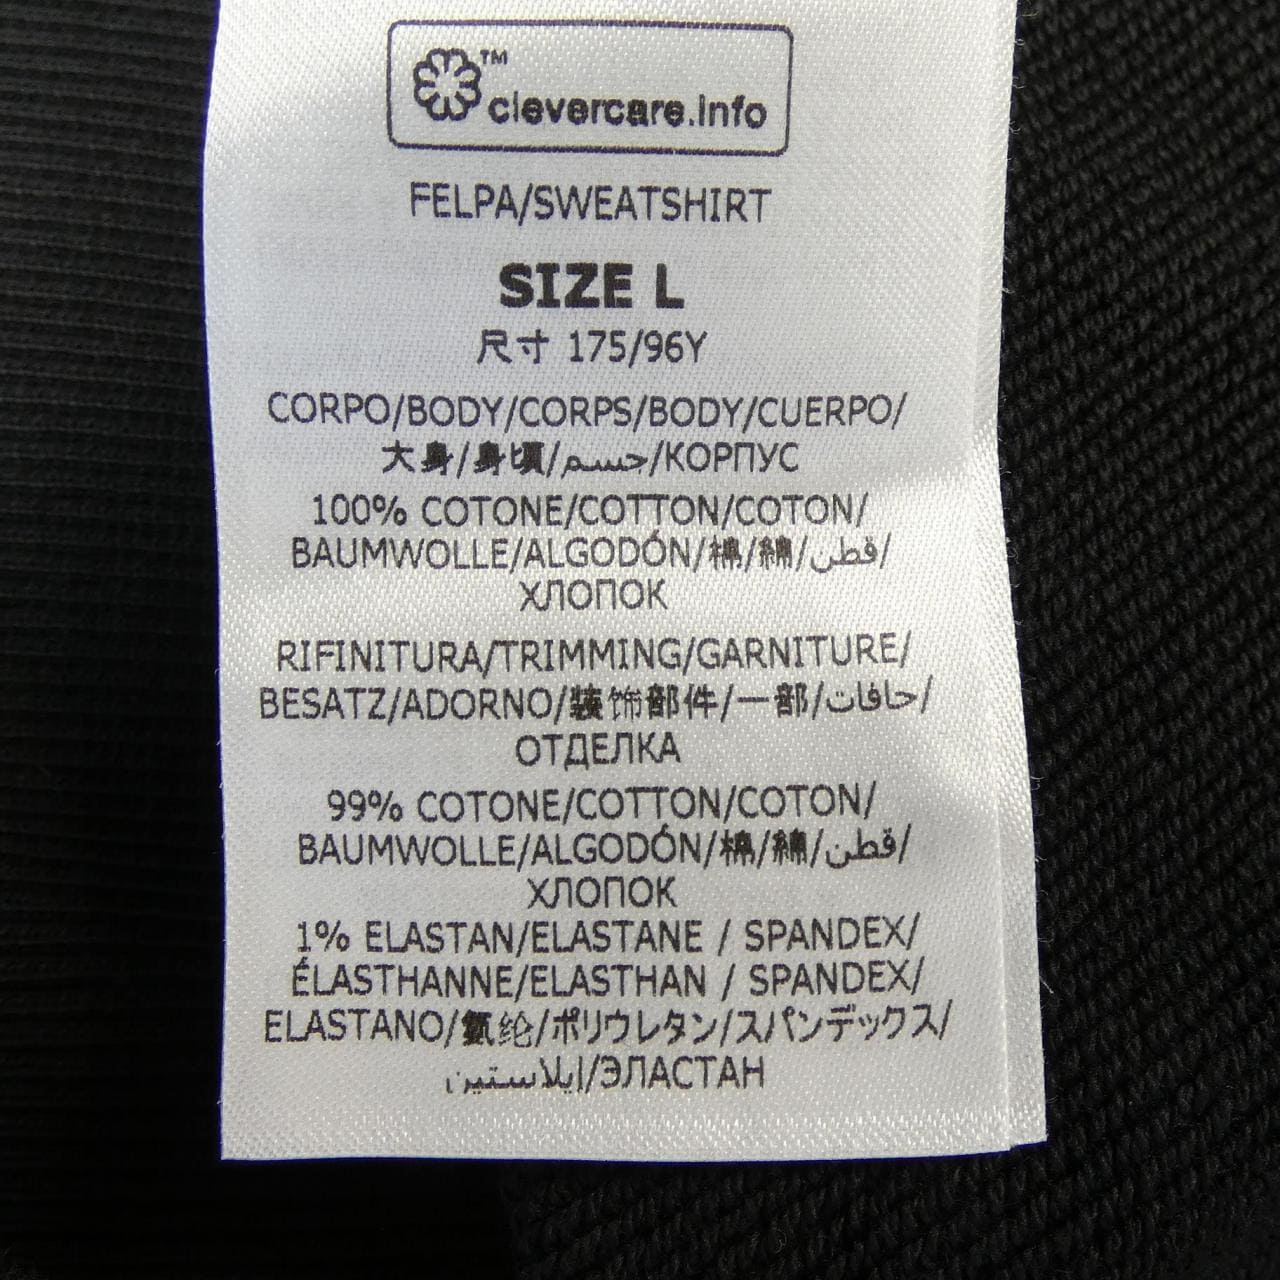 ™
clevercare.info
FELPA/SWEATSHIRT
SIZE L
尺寸 175/96Y
CORPO/BODY/CORPS/BODY/CUERPO/
大身/身頃/جسم/КОРПУС
100% COTONE/COTTON/COTON/
BAUMWOLLE/ALGODÓN/棉/綿/قطن/
ХЛОПОК
RIFINITURA/TRIMMING/GARNITURE/
BESATZ/ADORNO/装饰部件/一部/حافات/
ОТДЕЛКА
99% COTONE/COTTON/COTON/
BAUMWOLLE/ALGODÓN/棉/綿/قطن/
ХЛОПОК
1% ELASTAN/ELASTANE / SPANDEX/
ÉLASTHANNE/ELASTHAN / SPANDEX/
ELASTANO/氨纶/ポリウレタン/スパンデックス/
إيلاستين/ЭЛАСТАН